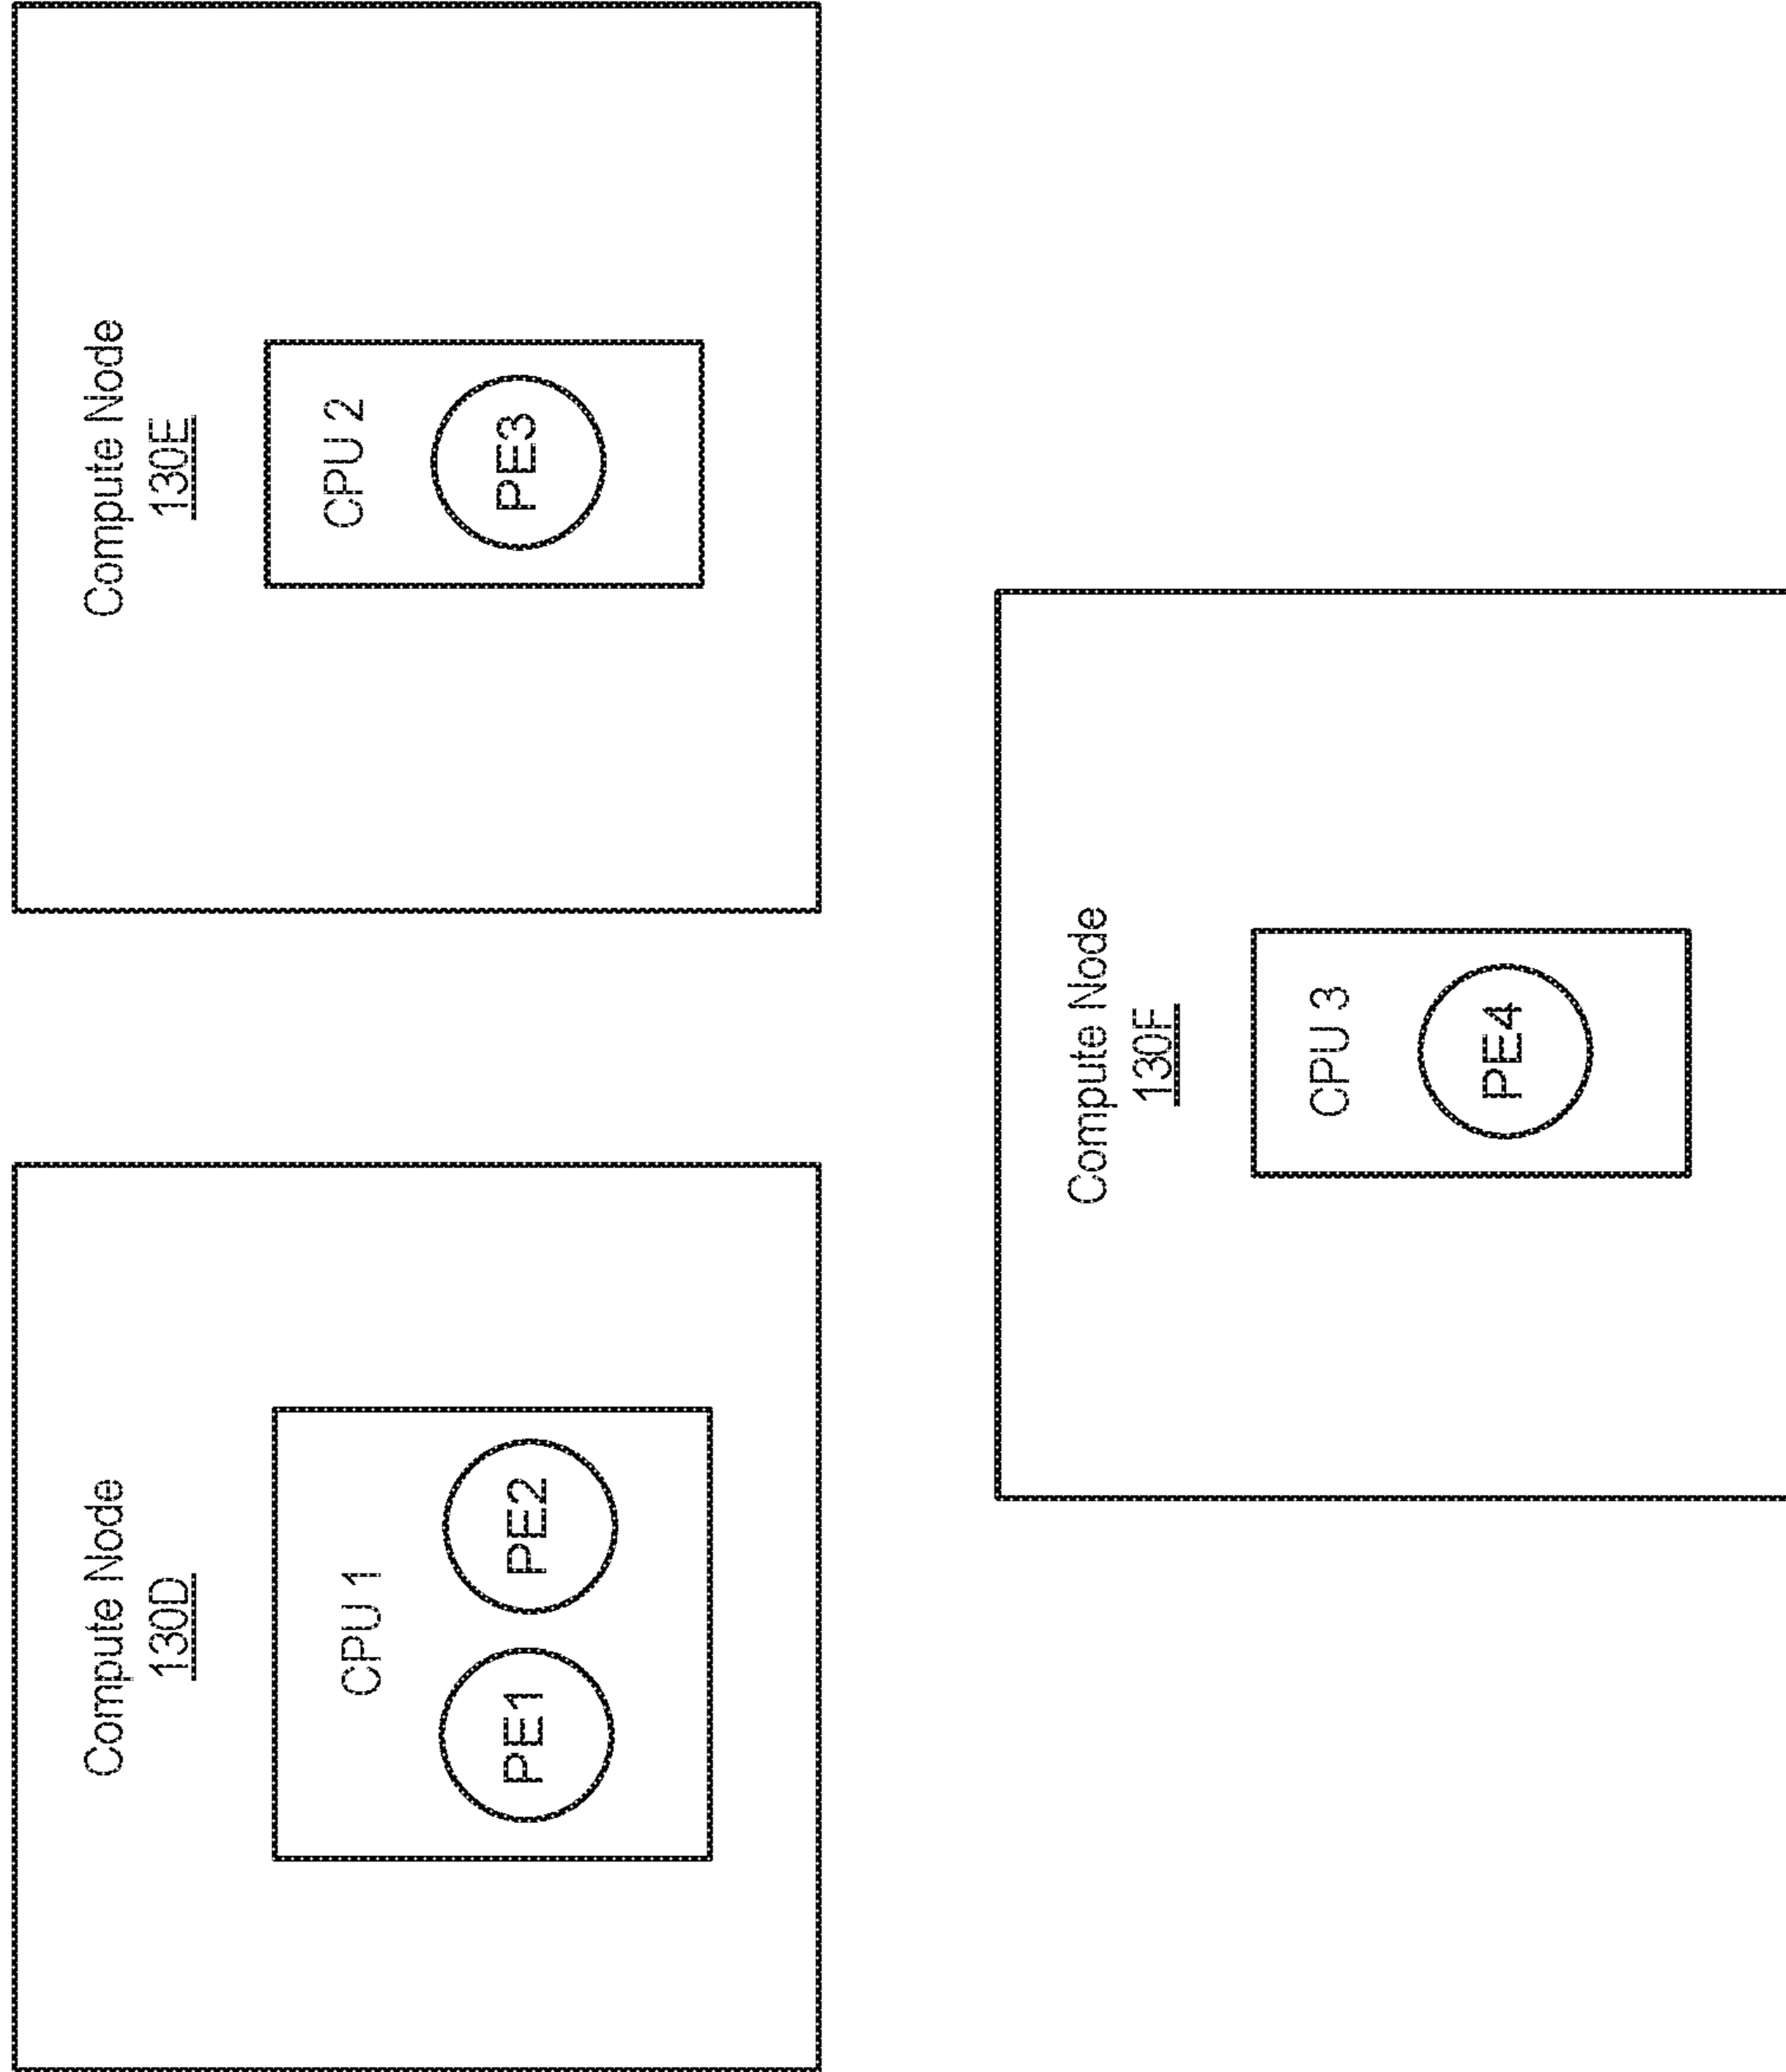 Compute Node
130D
CPU 1
PE1
PE2
Compute Node
130E
CPU 2
PE3
Compute Node
130F
CPU 3
PE4